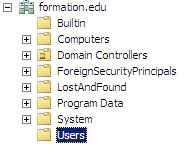 formation.edu
Builtin
Computers
Domain Controllers
ForeignSecurityPrincipals
LostAndFound
Program Data
System
Users